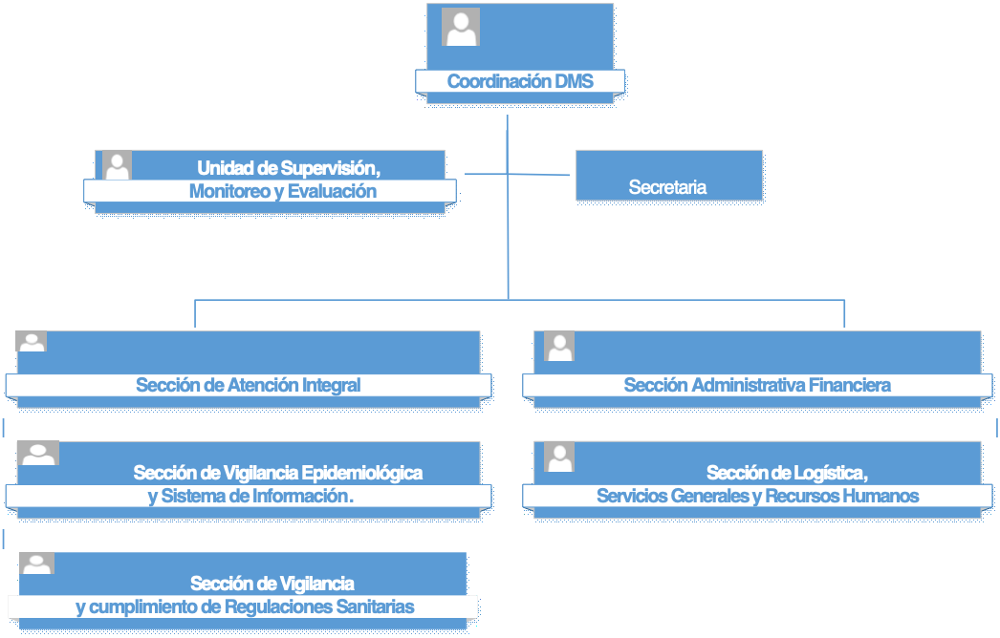 Coordinación DMS
Unidad de Supervisión,
Monitoreo y Evaluación
Secretaria
Sección de Atención Integral
Sección Administrativa Financiera
Sección de Vigilancia Epidemiológica
y Sistema de Información.
Sección de Logística,
Servicios Generales y Recursos Humanos
Sección de Vigilancia
y cumplimiento de Regulaciones Sanitarias